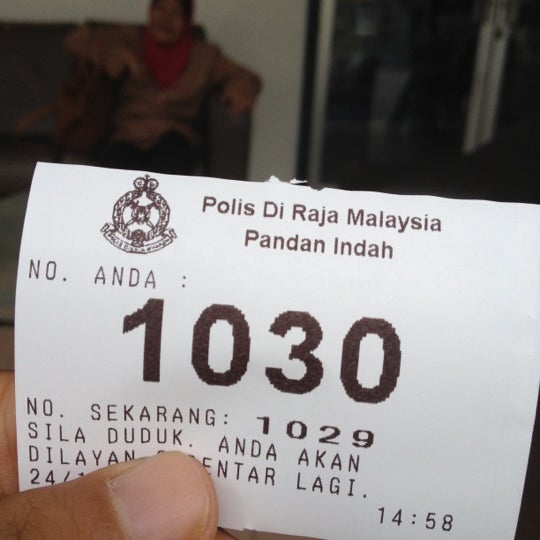 Polis Di Raja Malaysia
Pandan Indah
NO. ANDA :
1030
NO. SEKARANG: 1029
SILA DUDUK. ANDA AKAN
DILAYAN LAGI.
14:58